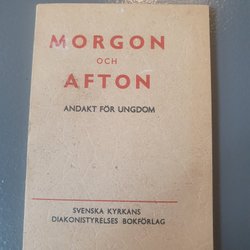 MORGON
OCH
AFTON
ANDAKT FÖR UNGDOM
SVENSKA KYRKANS
DIAKONISTYRELSES BOKFÖRLAG